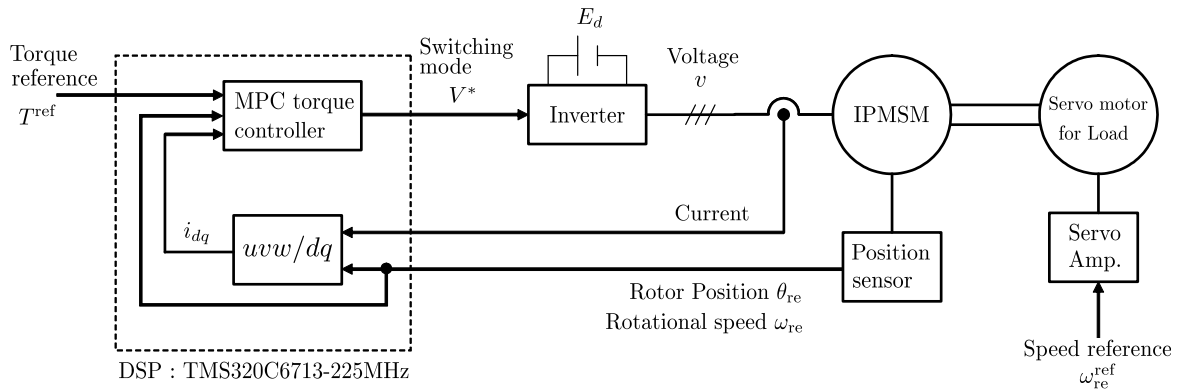 Torque
reference
T^ref
MPC torque
controller
Switching
mode
V*
E_d
Inverter
Voltage
v
IPMSM
Servo motor
for Load
i_dq
uvw/dq
Current
Position
sensor
Servo
Amp.
Rotor Position θ_re
Rotational speed ω_re
Speed reference
ω_re^ref
DSP : TMS320C6713-225MHz